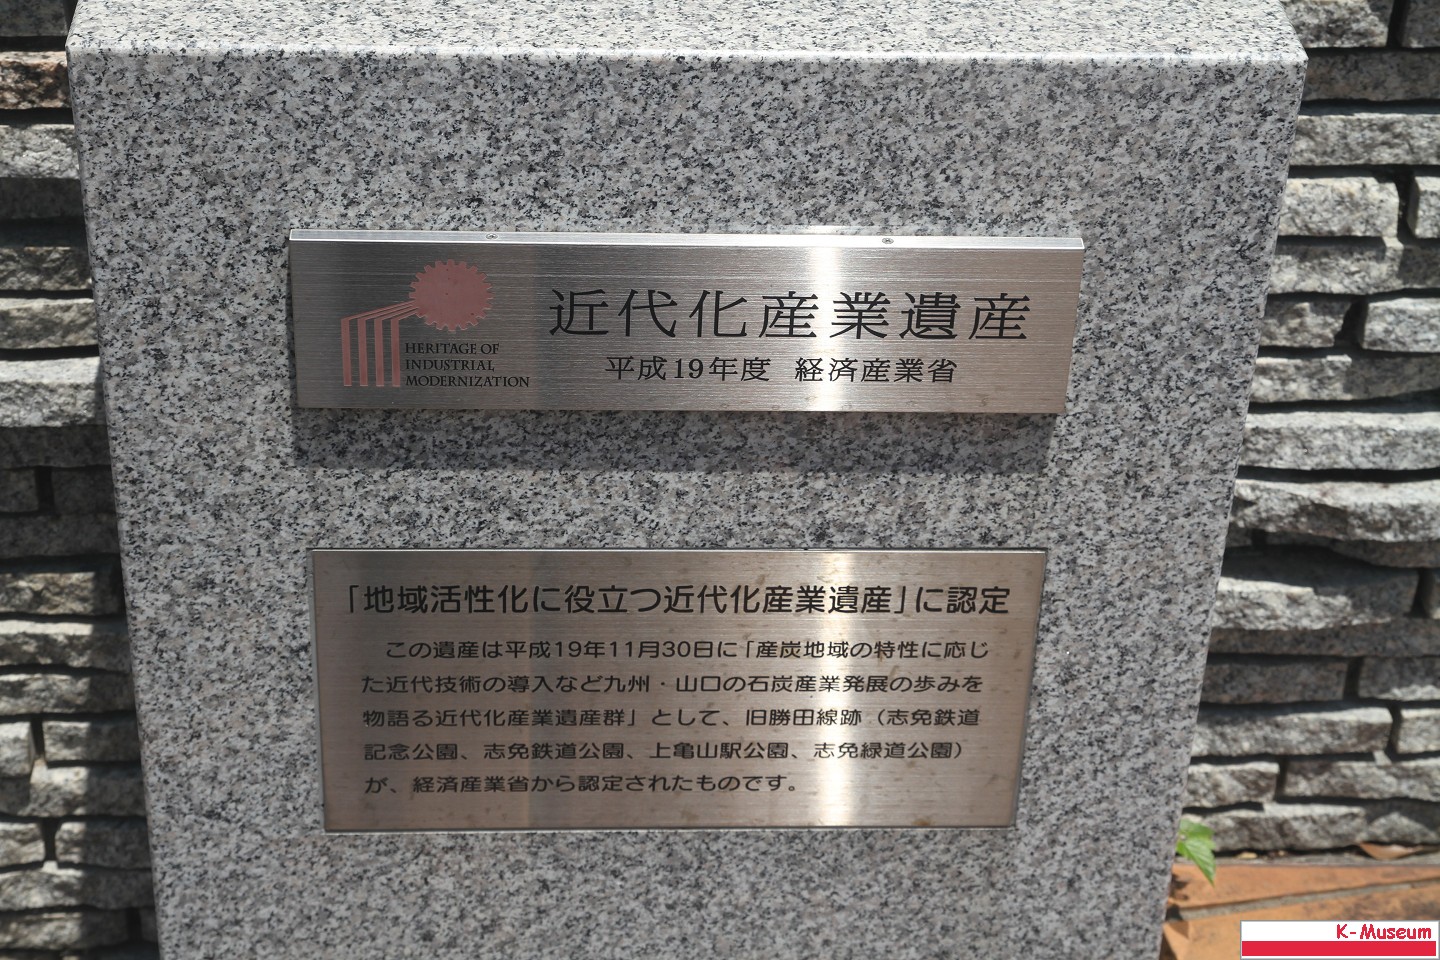 近代化産業遺産
平成19年度 経済産業省
HERITAGE OF
INDUSTRIAL
MODERNIZATION
「地域活性化に役立つ近代化産業遺産」に認定
この遺産は平成19年11月30日に「産炭地域の特性に応じ
た近代技術の導入など九州・山口の石炭産業発展の歩みを
物語る近代化産業遺産群」として、旧勝田線跡（志免鉄道
記念公園、志免鉄道公園、上亀山駅公園、志免緑道公園）
が、経済産業省から認定されたものです。
K-Museum